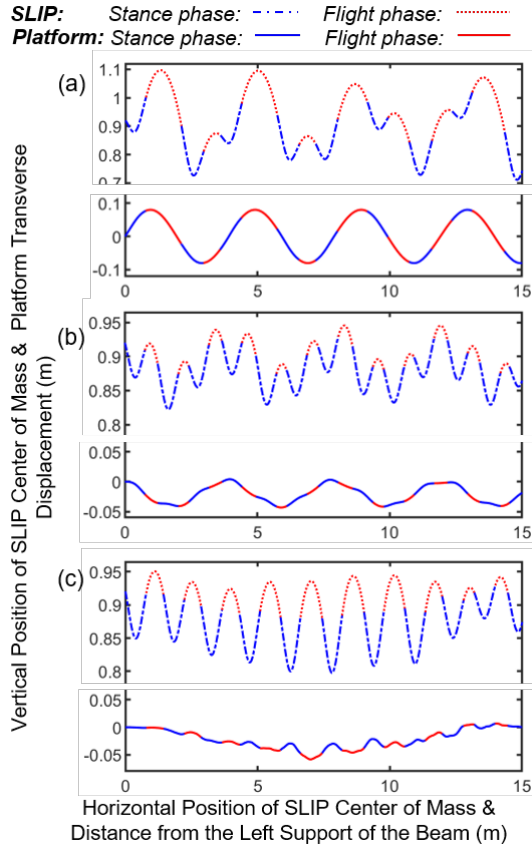 SLIP: Stance phase: Flight phase:
Platform: Stance phase: Flight phase:
(a)
1.1
1
0.9
0.8
0.7
0.1
0
-0.1
0 5 10 15
(b)
0.95
0.9
0.85
0.8
0.05
0
-0.05
0 5 10 15
(c)
0.95
0.9
0.85
0.8
0.05
0
-0.05
0 5 10 15
Vertical Position of SLIP Center of Mass & Platform Transverse
Displacement (m)
Horizontal Position of SLIP Center of Mass &
Distance from the Left Support of the Beam (m)